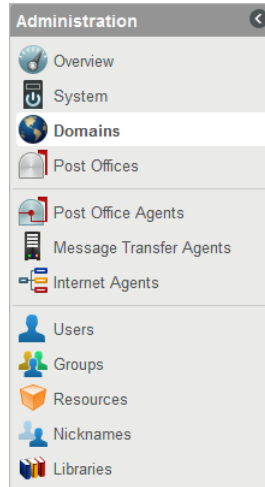 Administration
Overview
System
Domains
Post Offices
Post Office Agents
Message Transfer Agents
Internet Agents
Users
Groups
Resources
Nicknames
Libraries